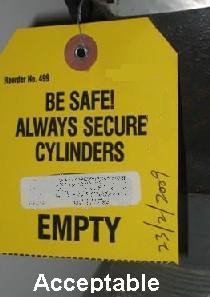 Reorder No. 499
BE SAFE!
ALWAYS SECURE
CYLINDERS
EMPTY
23/2/2009
Acceptable